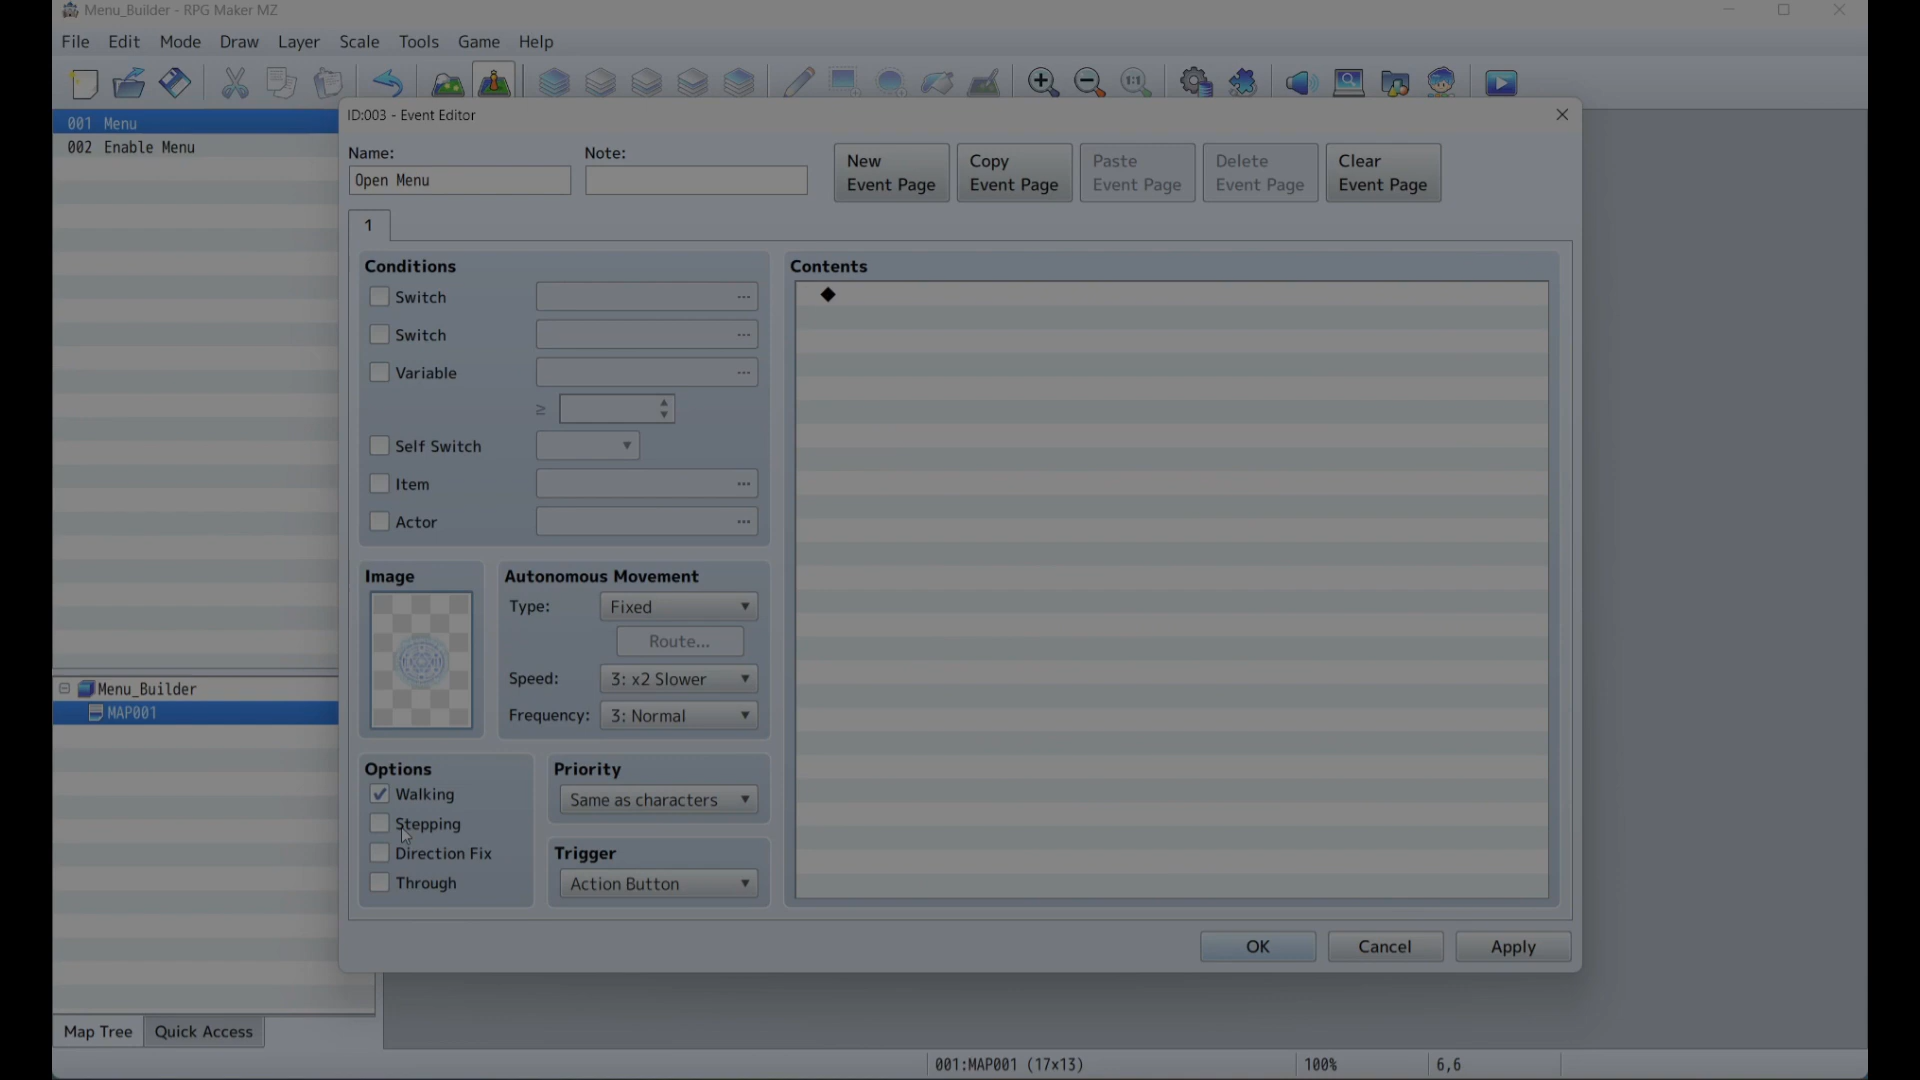 Menu_Builder - RPG Maker MZ
File Edit Mode Draw Layer Scale Tools Game Help
1:1
ID:003 - Event Editor
001 Menu
002 Enable Menu
Name: Note:
Open Menu
New Event Page
Copy Event Page
Paste Event Page
Delete Event Page
Clear Event Page
1
Conditions
Switch ...
Switch ...
Variable ...
≥
Self Switch
Item ...
Actor ...
Contents
◆
Image
Autonomous Movement
Type: Fixed
Route...
Speed: 3: x2 Slower
Frequency: 3: Normal
Options
Walking
Stepping
Direction Fix
Through
Priority
Same as characters
Trigger
Action Button
OK Cancel Apply
Menu_Builder
MAP001
Map Tree Quick Access
001:MAP001 (17x13) 100% 6,6